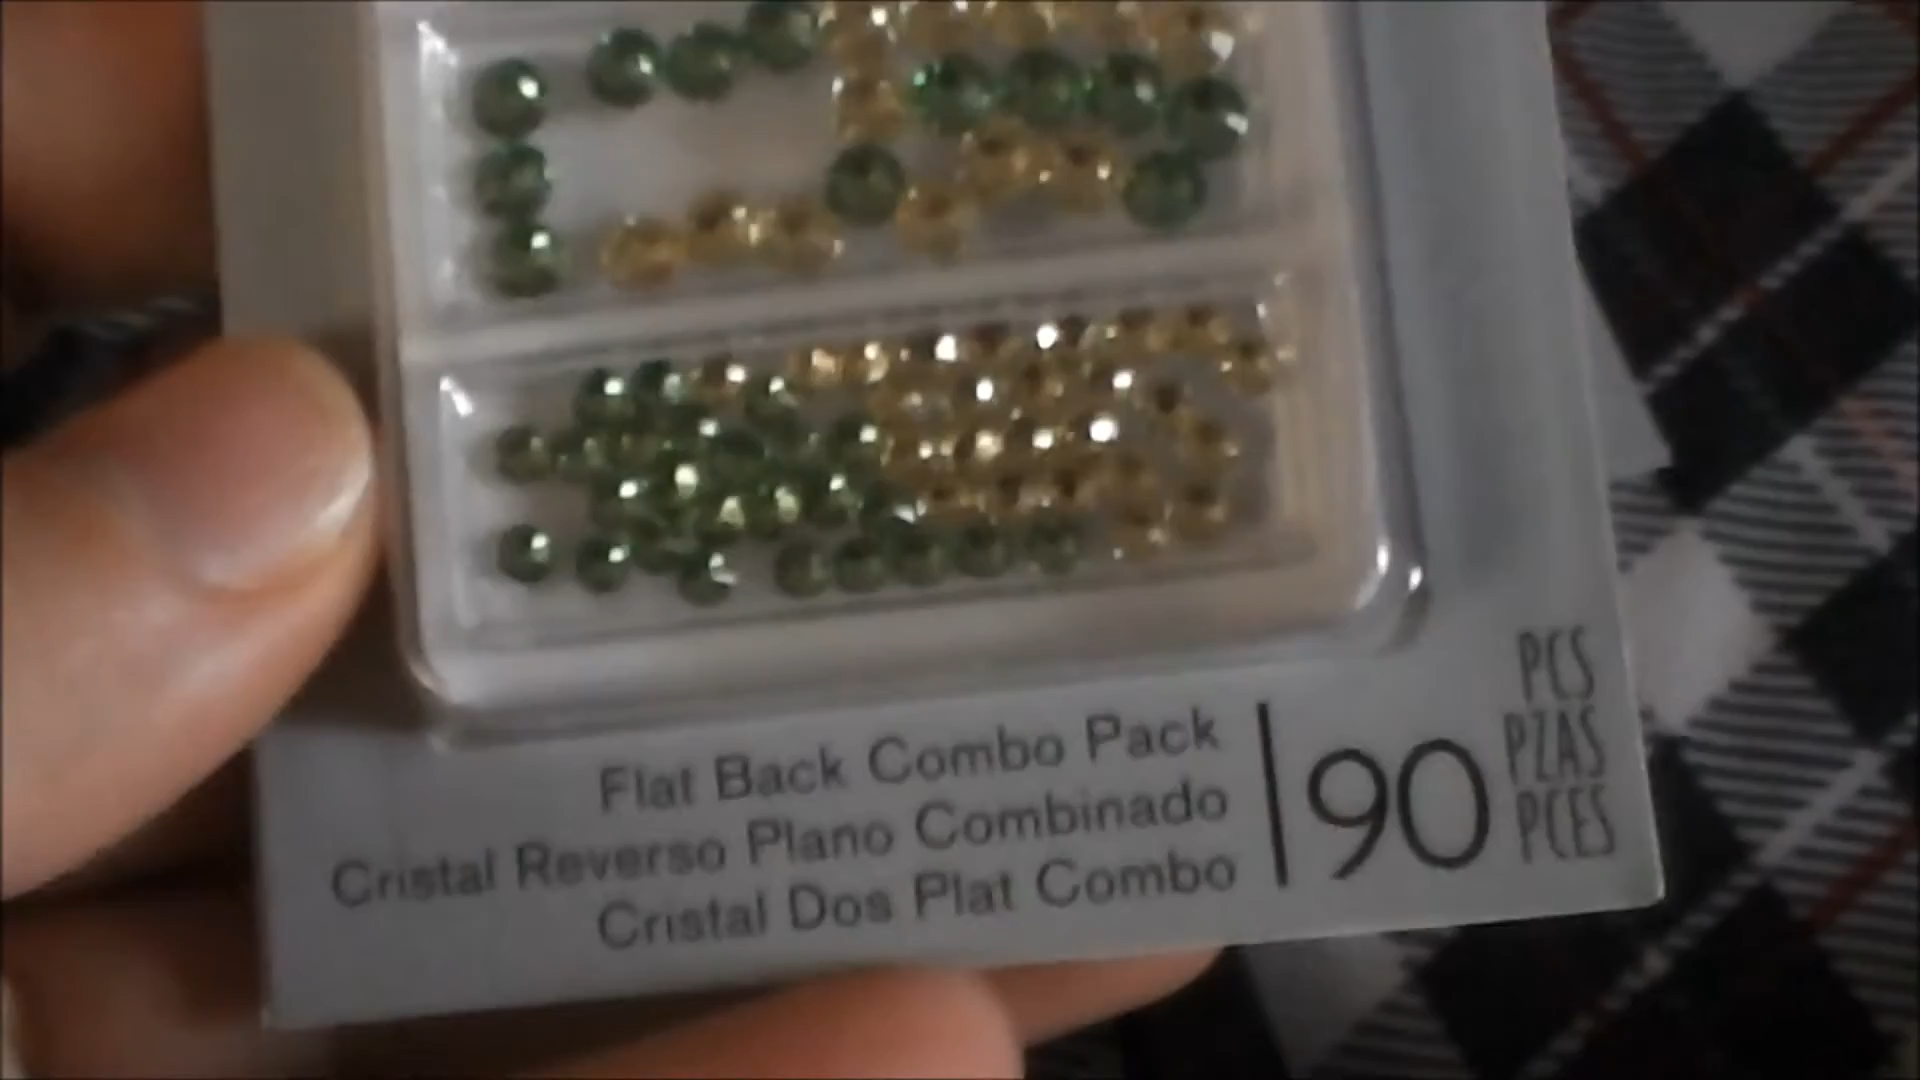 Flat Back Combo Pack
Cristal Reverso Plano Combinado
Cristal Dos Plat Combo
90
PCS
PZAS
PCES